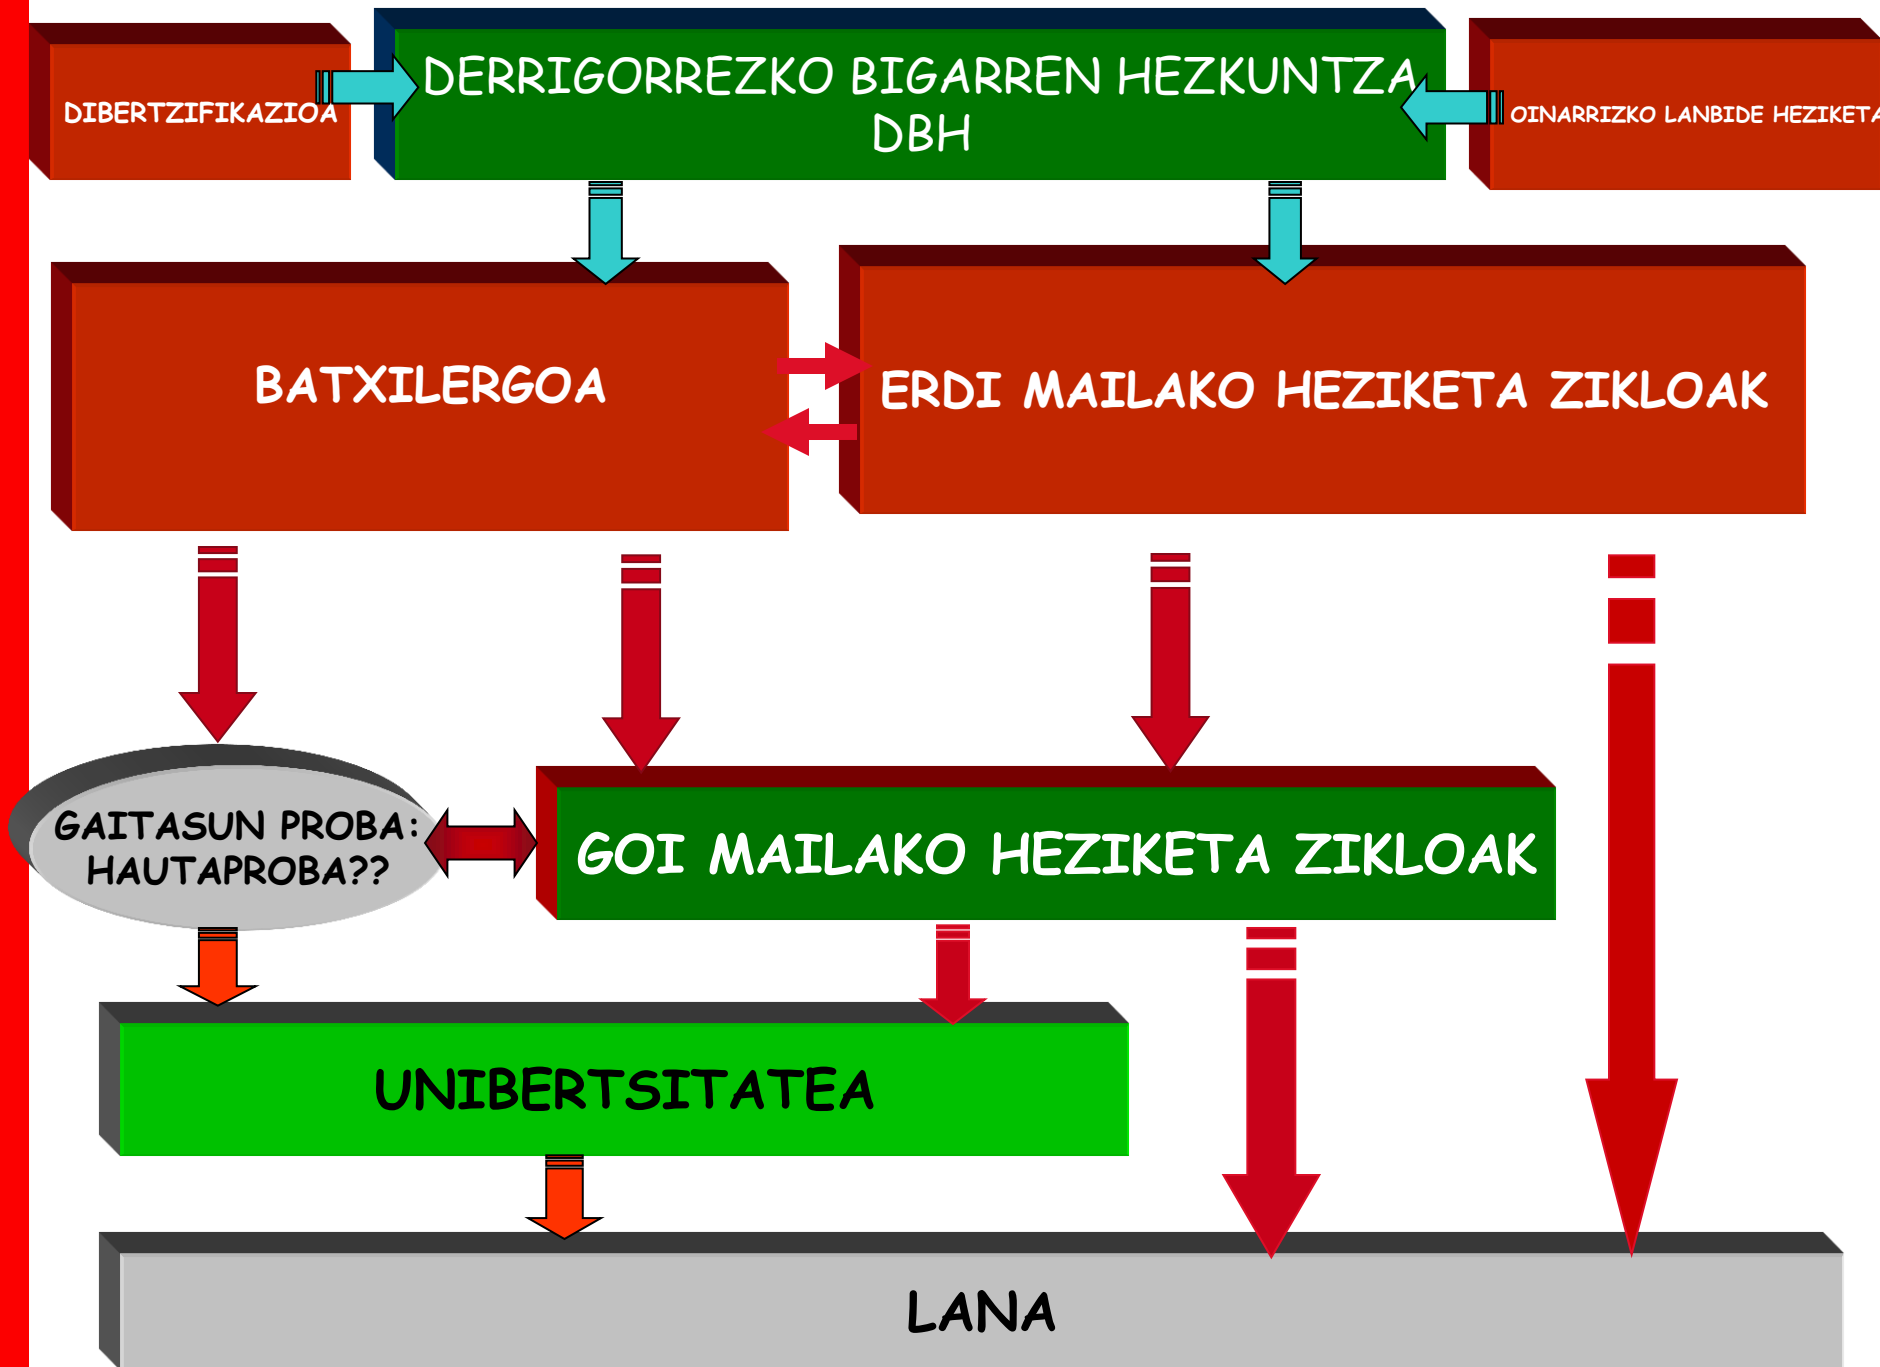 DIBERTZIFIKAZIOA
DERRIGORREZKO BIGARREN HEZKUNTZA
DBH
OINARRIZKO LANBIDE HEZIKETA
BATXILERGOA
ERDI MAILAKO HEZIKETA ZIKLOAK
GAITASUN PROBA:
HAUTAPROBA??
GOI MAILAKO HEZIKETA ZIKLOAK
UNIBERTSITATEA
LANA